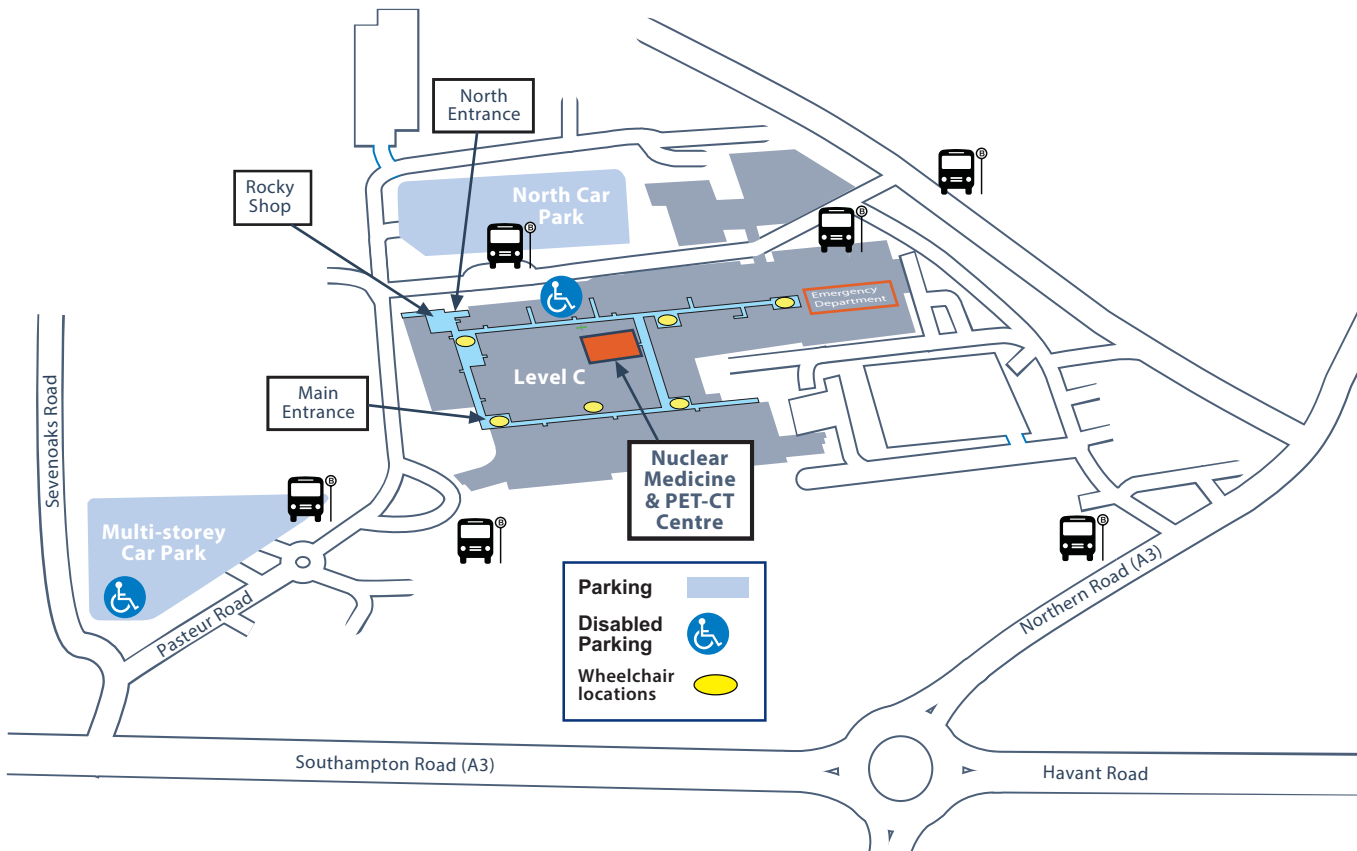 North
Entrance
Rocky
Shop
North Car
Park
B
B
B
Emergency
Department
Level C
Main
Entrance
Nuclear
Medicine
& PET-CT
Centre
Sevenoaks Road
Multi-storey
Car Park
B
B
B
Pasteur Road
Parking
Disabled
Parking
Wheelchair
locations
Northern Road (A3)
Southampton Road (A3)
Havant Road